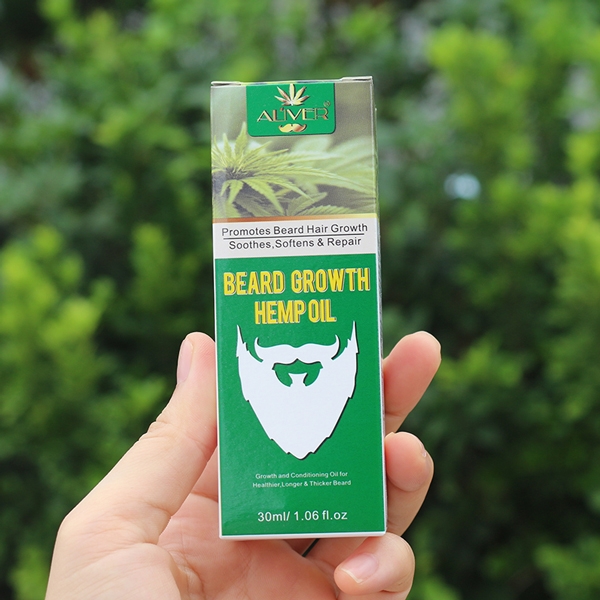 ALIVER
Promotes Beard Hair Growth
Soothes,Softens & Repair
BEARD GROWTH
HEMP OIL
Growth and Conditioning Oil for
Healthier,Longer & Thicker Beard
30ml/ 1.06 fl.oz